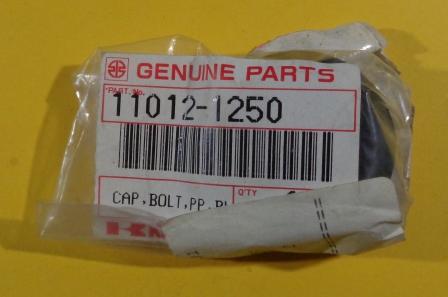 GENUINE PARTS
PART. No.
11012-1250
CAP,BOLT,PP,
Q'TY